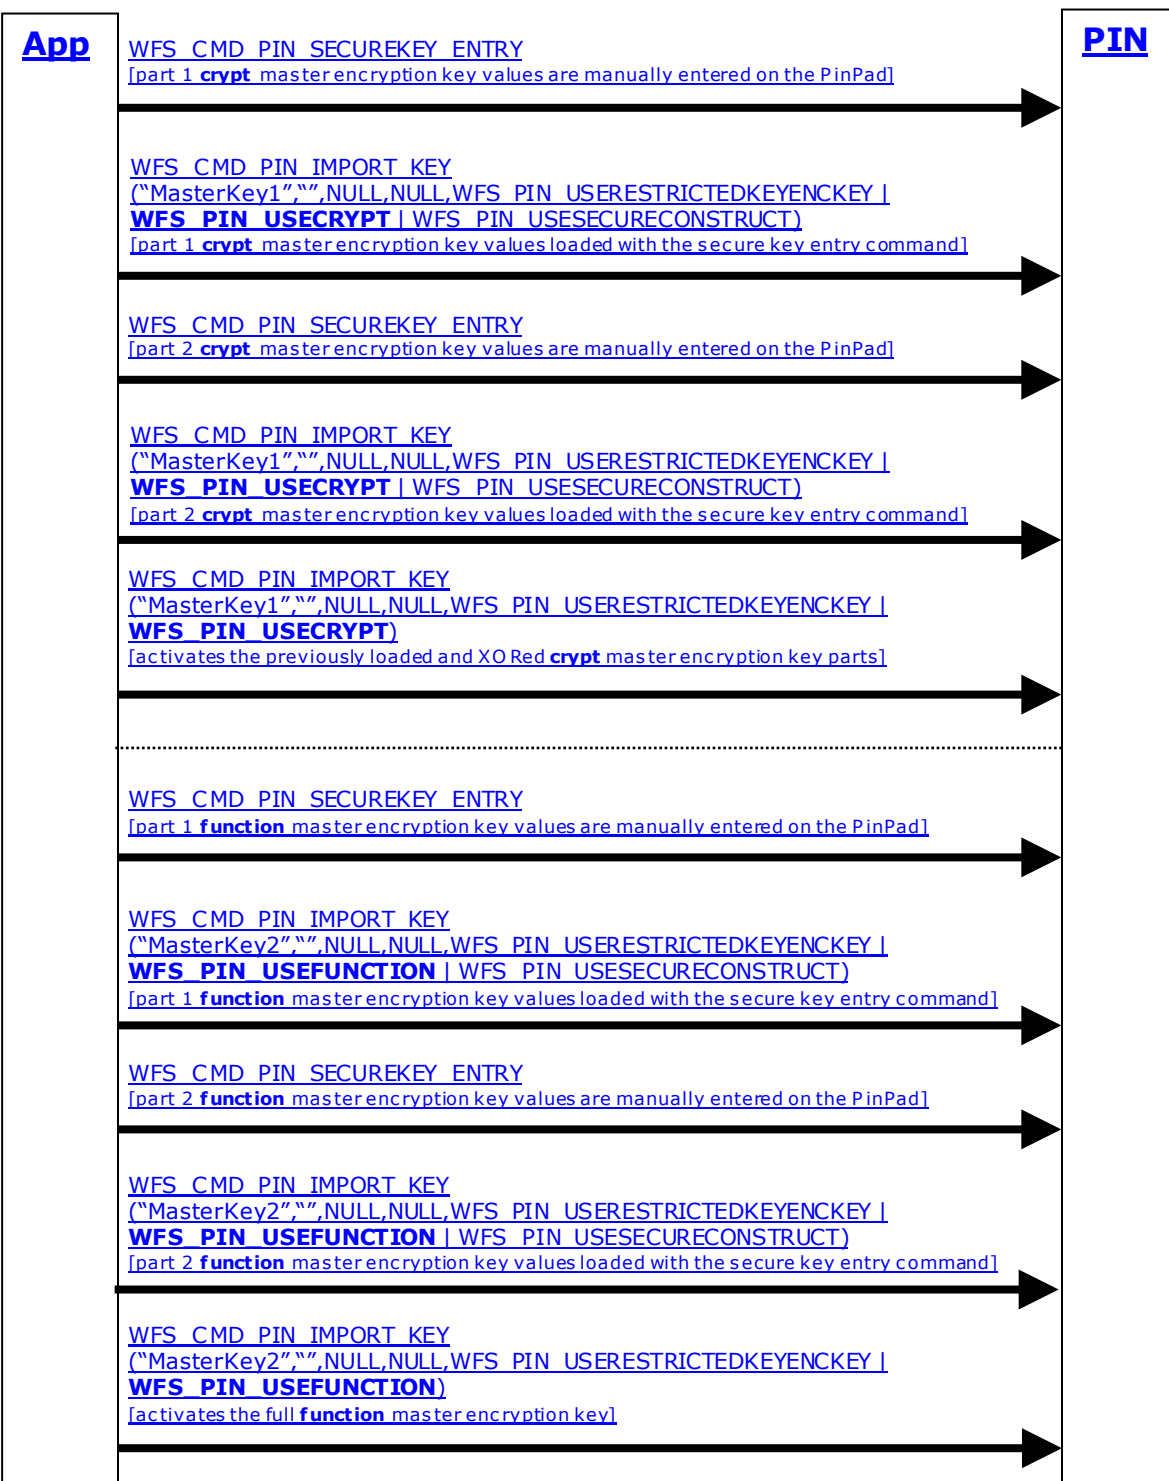 App
PIN
WFS_CMD_PIN_SECUREKEY_ENTRY
[part 1 crypt master encryption key values are manually entered on the PinPad]
WFS_CMD_PIN_IMPORT_KEY
(“MasterKey1”,“”,NULL,NULL,WFS_PIN_USERESTRICTEDKEYENCKEY |
WFS_PIN_USECRYPT | WFS_PIN_USESECURECONSTRUCT)
[part 1 crypt master encryption key values loaded with the secure key entry command]
WFS_CMD_PIN_SECUREKEY_ENTRY
[part 2 crypt master encryption key values are manually entered on the PinPad]
WFS_CMD_PIN_IMPORT_KEY
(“MasterKey1”,“”,NULL,NULL,WFS_PIN_USERESTRICTEDKEYENCKEY |
WFS_PIN_USECRYPT | WFS_PIN_USESECURECONSTRUCT)
[part 2 crypt master encryption key values loaded with the secure key entry command]
WFS_CMD_PIN_IMPORT_KEY
(“MasterKey1”,“”,NULL,NULL,WFS_PIN_USERESTRICTEDKEYENCKEY |
WFS_PIN_USECRYPT)
[activates the previously loaded and XORed crypt master encryption key parts]
WFS_CMD_PIN_SECUREKEY_ENTRY
[part 1 function master encryption key values are manually entered on the PinPad]
WFS_CMD_PIN_IMPORT_KEY
(“MasterKey2”,“”,NULL,NULL,WFS_PIN_USERESTRICTEDKEYENCKEY |
WFS_PIN_USEFUNCTION | WFS_PIN_USESECURECONSTRUCT)
[part 1 function master encryption key values loaded with the secure key entry command]
WFS_CMD_PIN_SECUREKEY_ENTRY
[part 2 function master encryption key values are manually entered on the PinPad]
WFS_CMD_PIN_IMPORT_KEY
(“MasterKey2”,“”,NULL,NULL,WFS_PIN_USERESTRICTEDKEYENCKEY |
WFS_PIN_USEFUNCTION | WFS_PIN_USESECURECONSTRUCT)
[part 2 function master encryption key values loaded with the secure key entry command]
WFS_CMD_PIN_IMPORT_KEY
(“MasterKey2”,“”,NULL,NULL,WFS_PIN_USERESTRICTEDKEYENCKEY |
WFS_PIN_USEFUNCTION)
[activates the full function master encryption key]